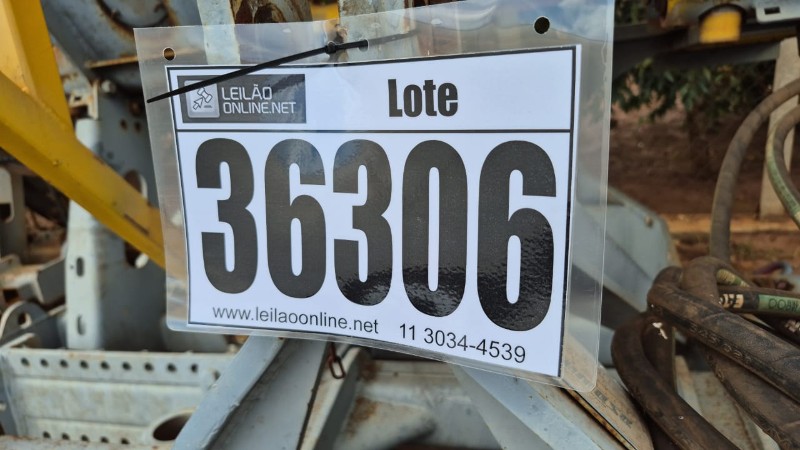 LEILÃO
ONLINE.NET
Lote
36306
www.leilaoonline.net 11 3034-4539